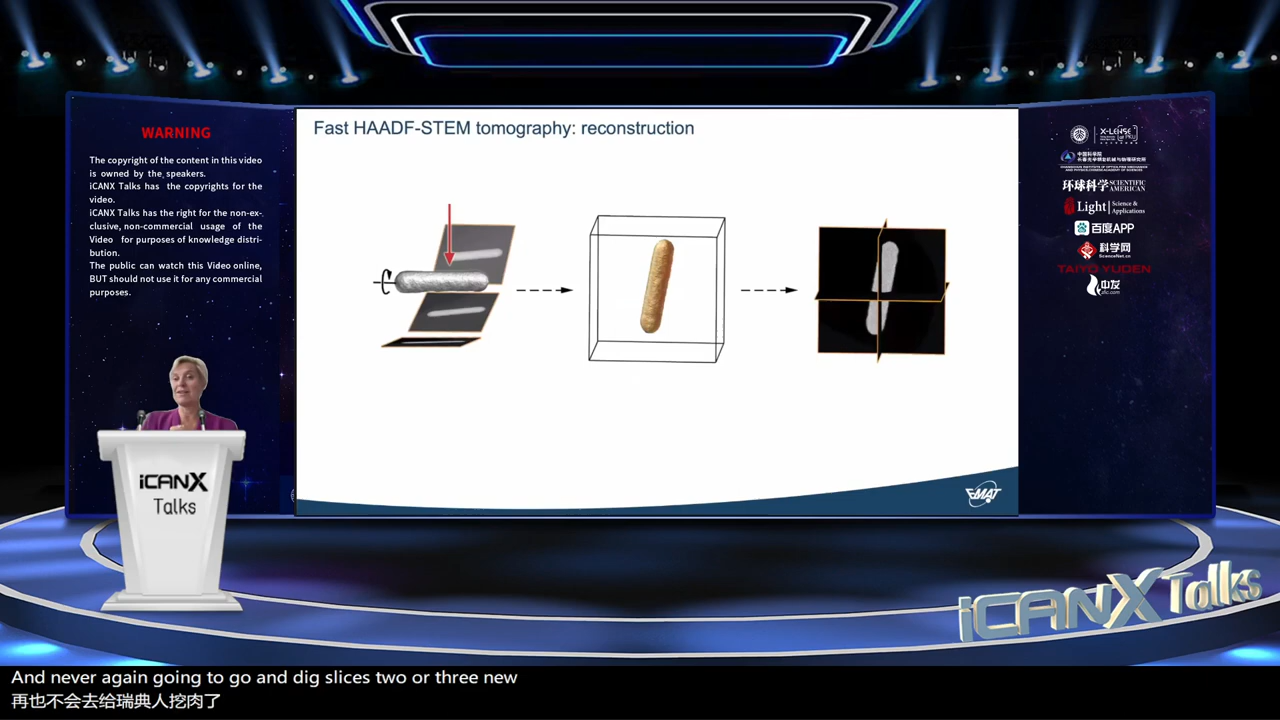 WARNING
The copyright of the content in this video
is owned by the speakers.
iCANX Talks has the copyrights for the
video.
iCANX Talks has the right for the non-ex-
clusive, non-commercial usage of the
Video for purposes of knowledge distri-
bution.
The public can watch this Video online,
BUT should not use it for any commercial
purposes.
Fast HAADF-STEM tomography: reconstruction
EMAT
X-LENSE
环球科学 SCIENTIFIC AMERICAN
Light Science & Applications
百度APP
科学网
ScienceNet.cn
TAIYO YUDEN
中友
iCANX
Talks
iCANX Talks
And never again going to go and dig slices two or three new
再也不会去给瑞典人挖肉了